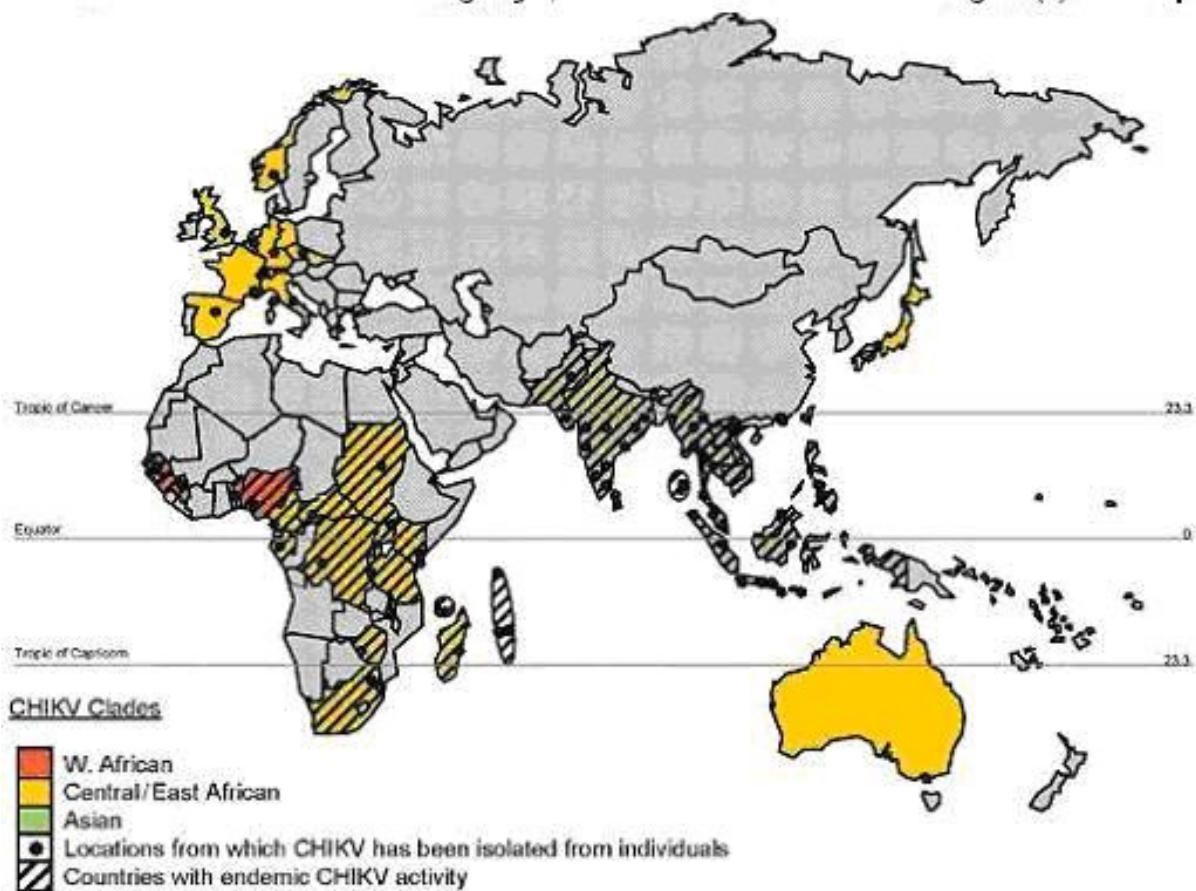 Tropic of Cancer 23.3
Equator 0
Tropic of Capricorn 23.3
CHIKV Clades
W. African
Central/East African
Asian
Locations from which CHIKV has been isolated from individuals
Countries with endemic CHIKV activity